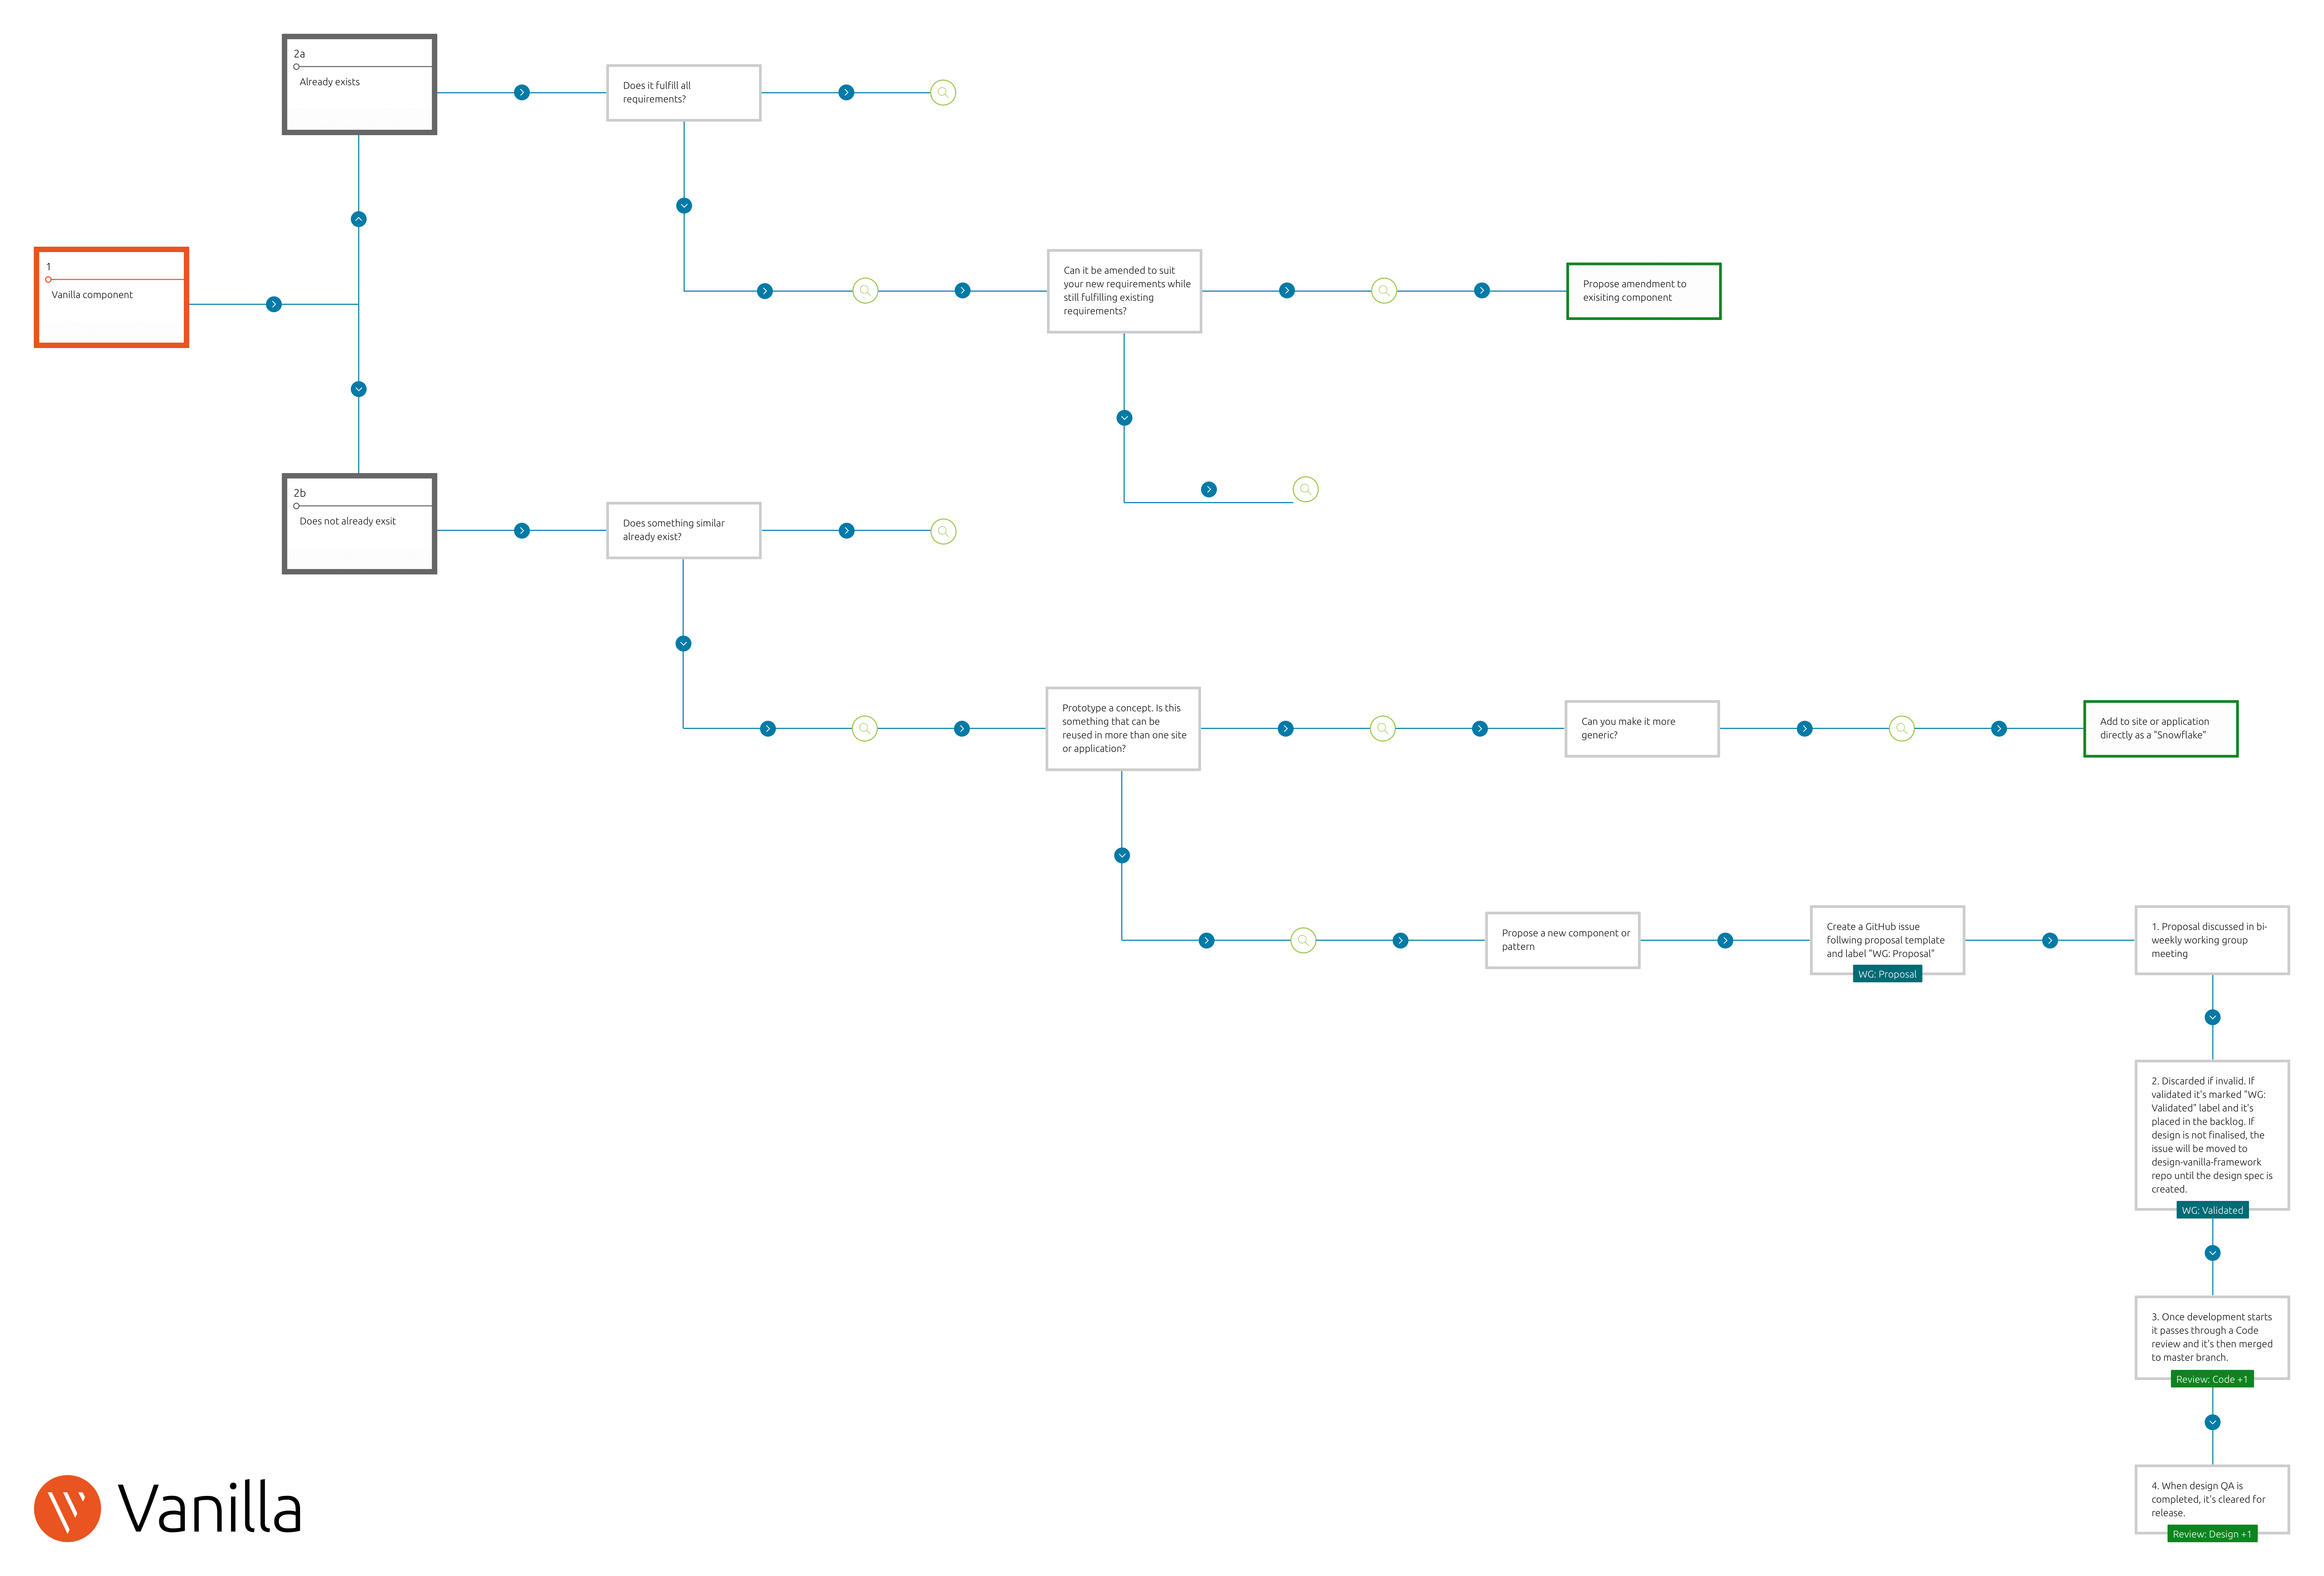 2a
Already exists
Does it fulfill all
requirements?
1
Vanilla component
Can it be amended to suit
your new requirements while
still fulfilling existing
requirements?
Propose amendment to
exisiting component
2b
Does not already exsit
Does something similar
already exist?
Prototype a concept. Is this
something that can be
reused in more than one site
or application?
Can you make it more
generic?
Add to site or application
directly as a "Snowflake"
Propose a new component or
pattern
Create a GitHub issue
follwing proposal template
and label "WG: Proposal"
WG: Proposal
1. Proposal discussed in bi-
weekly working group
meeting
2. Discarded if invalid. If
validated it's marked "WG:
Validated" label and it's
placed in the backlog. If
design is not finalised, the
issue will be moved to
design-vanilla-framework
repo until the design spec is
created.
WG: Validated
3. Once development starts
it passes through a Code
review and it's then merged
to master branch.
Review: Code +1
4. When design QA is
completed, it's cleared for
release.
Review: Design +1
Vanilla